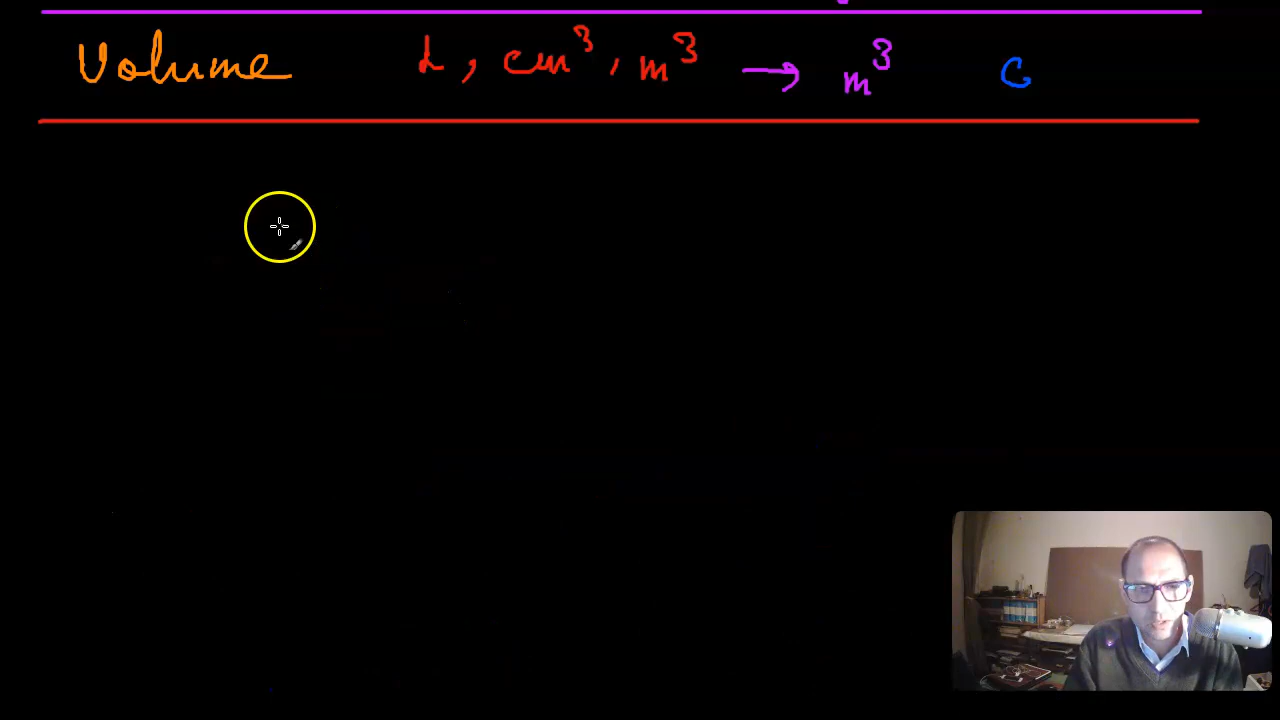 Volume L, cm³, m³ → m³ C